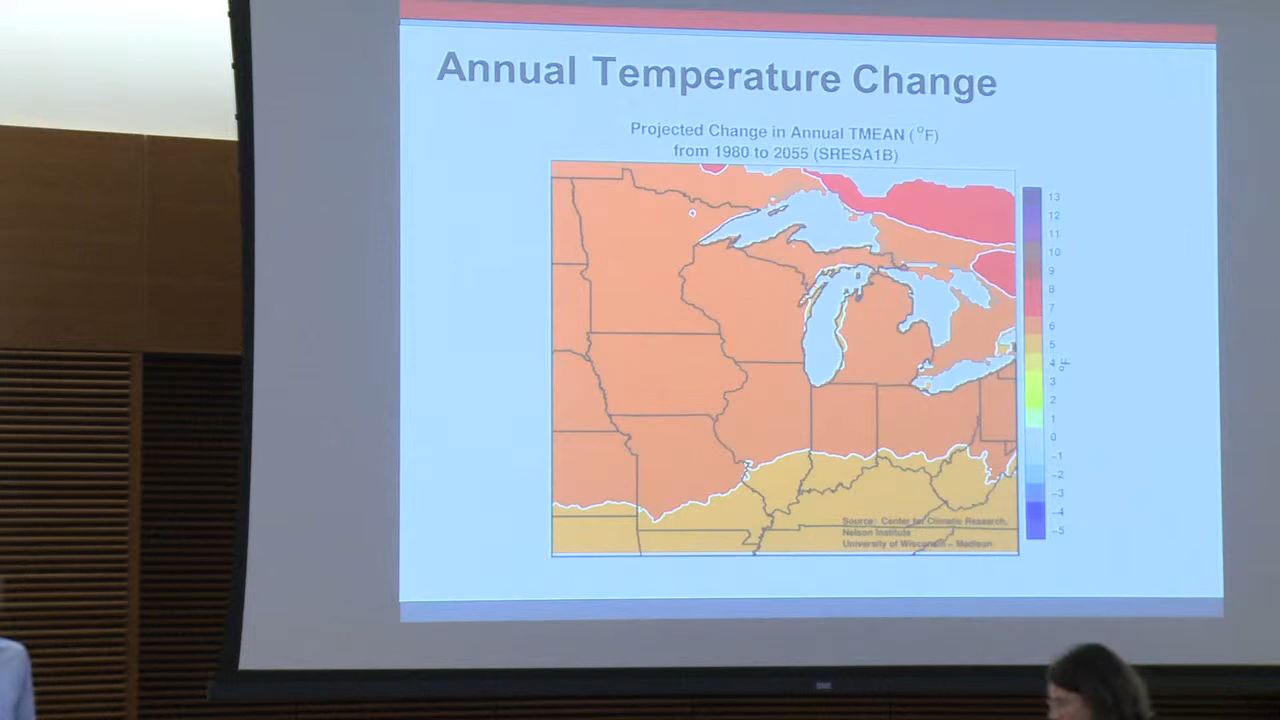 Annual Temperature Change
Projected Change in Annual TMEAN (°F)
from 1980 to 2055 (SRESA1B)
13
12
11
10
9
8
7
6
5
4
3
2
1
0
-1
-2
-3
-4
-5
°F
Source: Center for Climatic Research,
Nelson Institute
University of Wisconsin – Madison